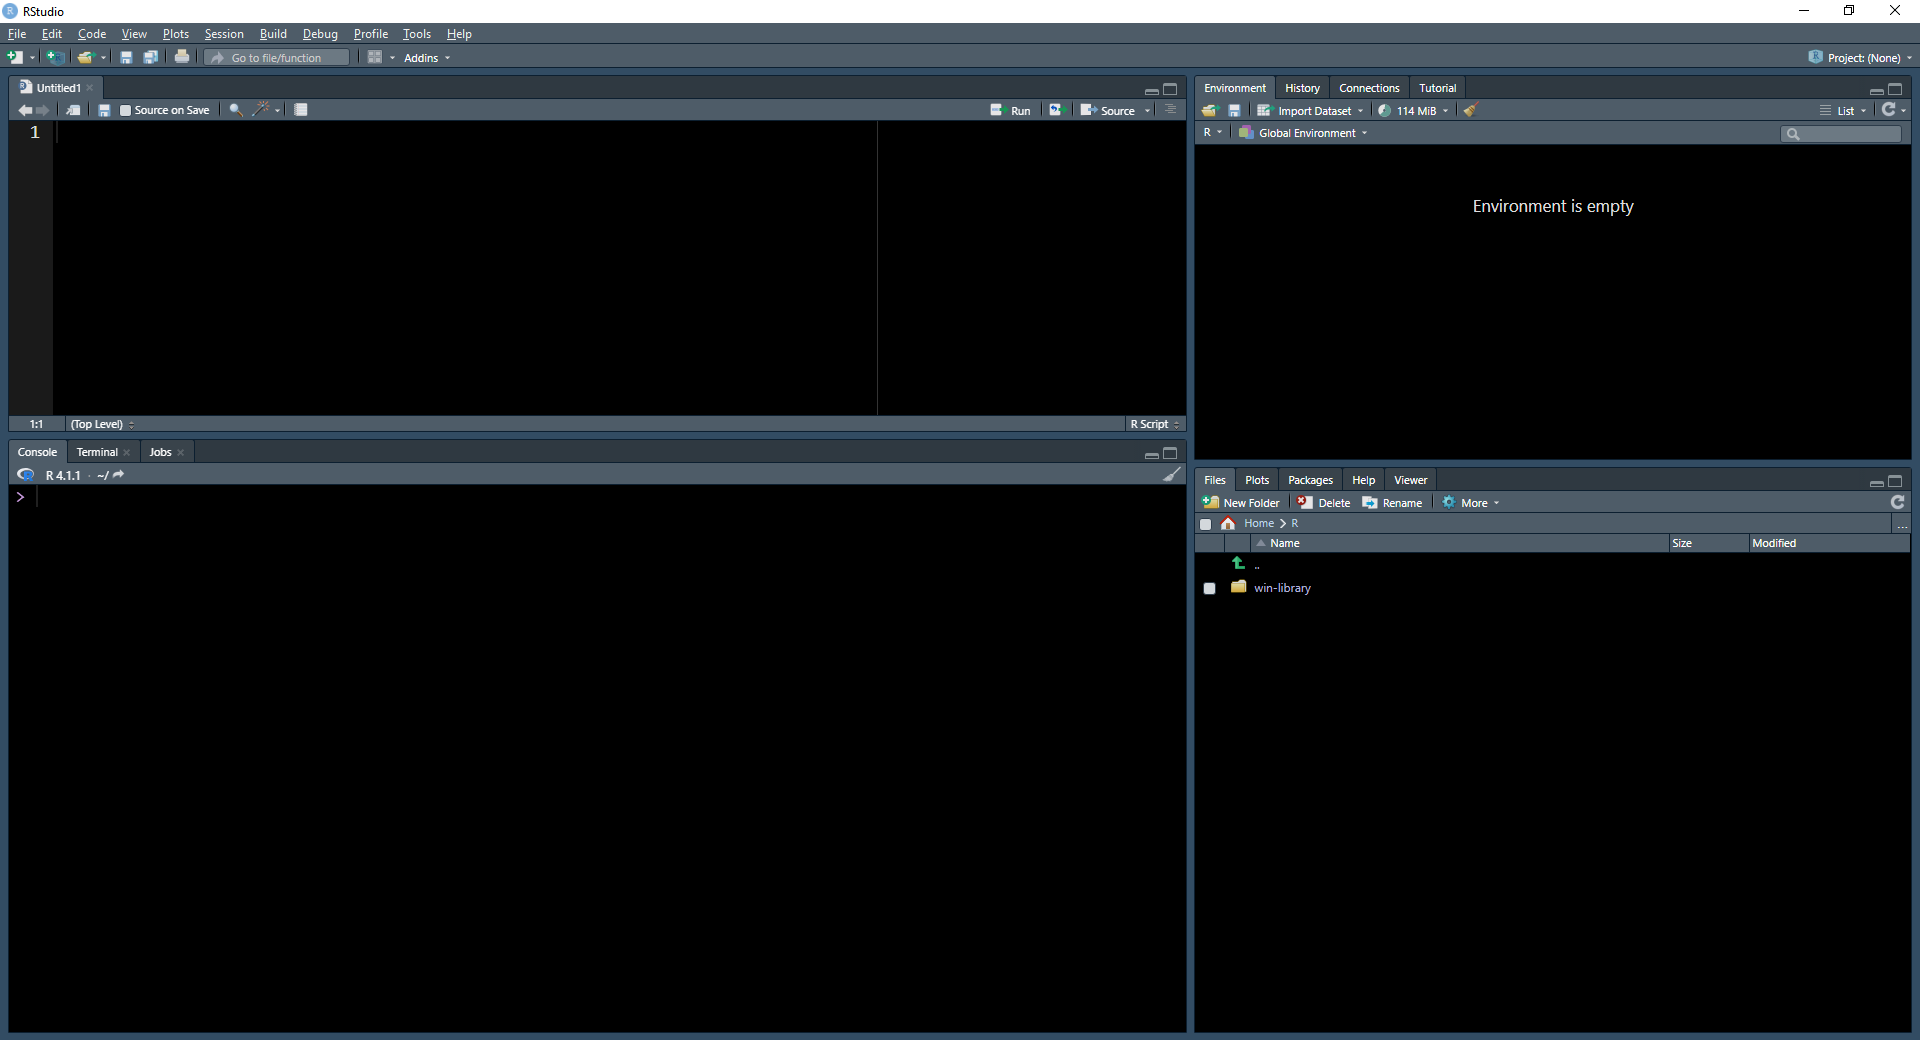 RStudio
File Edit Code View Plots Session Build Debug Profile Tools Help
Go to file/function Addins Project: (None)
Untitled1
Source on Save Run Source
1
1:1 (Top Level) R Script
Console Terminal Jobs
R 4.1.1 · ~/
>
Environment History Connections Tutorial
Import Dataset 114 MiB List
R Global Environment
Environment is empty
Files Plots Packages Help Viewer
New Folder Delete Rename More
Home > R ...
Name Size Modified
..
win-library